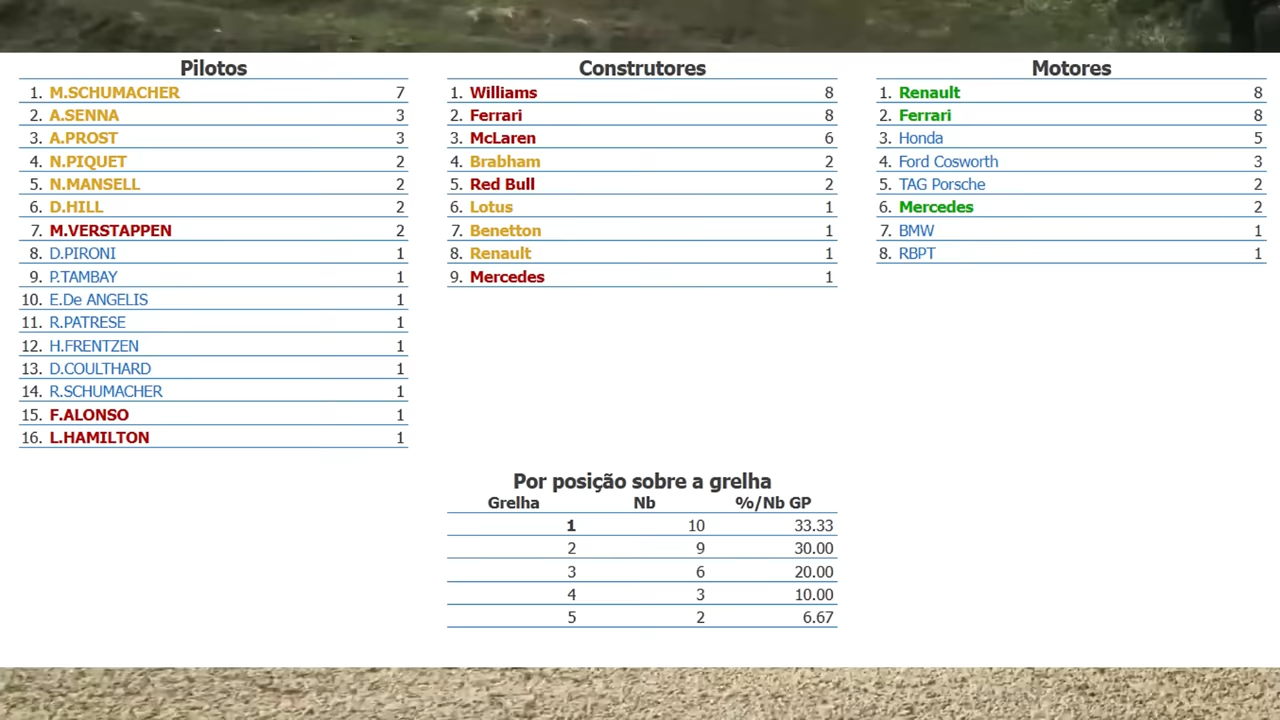 Pilotos
1. M.SCHUMACHER 7
2. A.SENNA 3
3. A.PROST 3
4. N.PIQUET 2
5. N.MANSELL 2
6. D.HILL 2
7. M.VERSTAPPEN 2
8. D.PIRONI 1
9. P.TAMBAY 1
10. E.De ANGELIS 1
11. R.PATRESE 1
12. H.FRENTZEN 1
13. D.COULTHARD 1
14. R.SCHUMACHER 1
15. F.ALONSO 1
16. L.HAMILTON 1
Construtores
1. Williams 8
2. Ferrari 8
3. McLaren 6
4. Brabham 2
5. Red Bull 2
6. Lotus 1
7. Benetton 1
8. Renault 1
9. Mercedes 1
Motores
1. Renault 8
2. Ferrari 8
3. Honda 5
4. Ford Cosworth 3
5. TAG Porsche 2
6. Mercedes 2
7. BMW 1
8. RBPT 1
Por posição sobre a grelha
Grelha Nb %/Nb GP
1 10 33.33
2 9 30.00
3 6 20.00
4 3 10.00
5 2 6.67